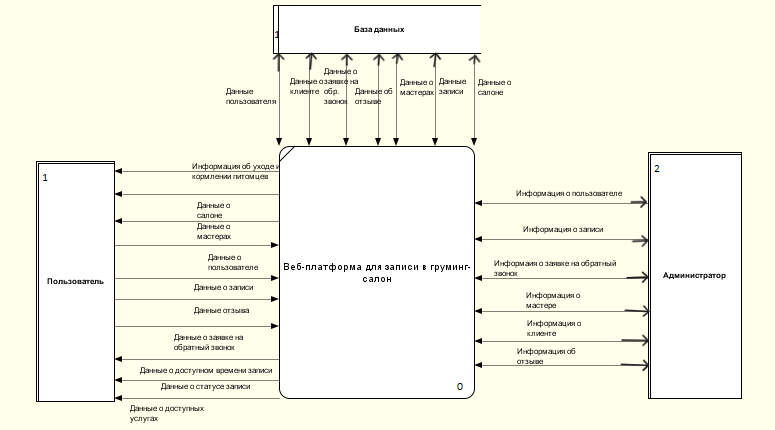 1
База данных
Данные
пользователя
Данные о
клиенте
Данные о
заявке на
обр.
звонок
Данные об
отзыве
Данные о
мастерах
Данные
записи
Данные о
салоне
1
Пользователь
Информация об уходе и
кормлении питомцев
Данные о
салоне
Данные о
мастерах
Данные о
пользователе
Данные о записи
Данные отзыва
Данные о заявке на
обратный звонок
Данные о доступном времени записи
Данные о статусе записи
Данные о доступных
услугах
Веб-платформа для записи в груминг-
салон
0
Информация о пользователе
Информация о записи
Информаия о заявке на обратный
звонок
Информация о
мастере
Информация о
клиенте
Информация об
отзыве
2
Администратор